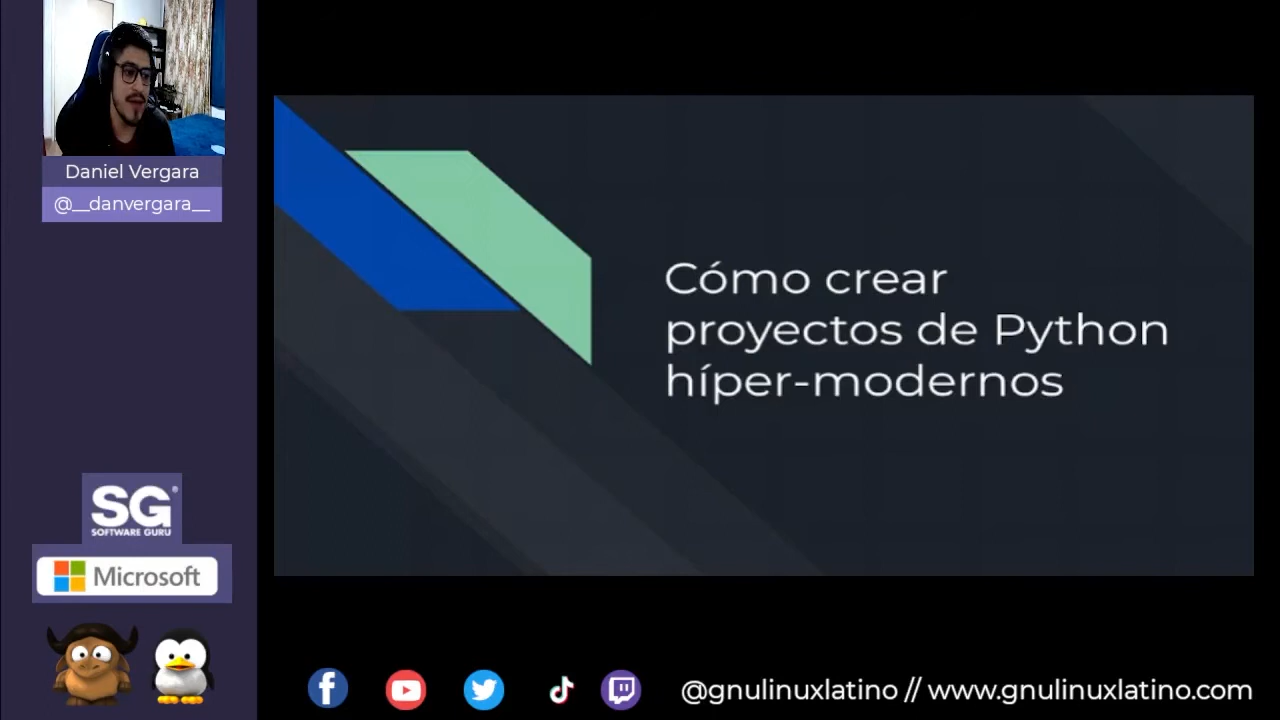 Daniel Vergara
@__danvergara__
Cómo crear
proyectos de Python
híper-modernos
SG®
SOFTWARE GURU
Microsoft
@gnulinuxlatino // www.gnulinuxlatino.com